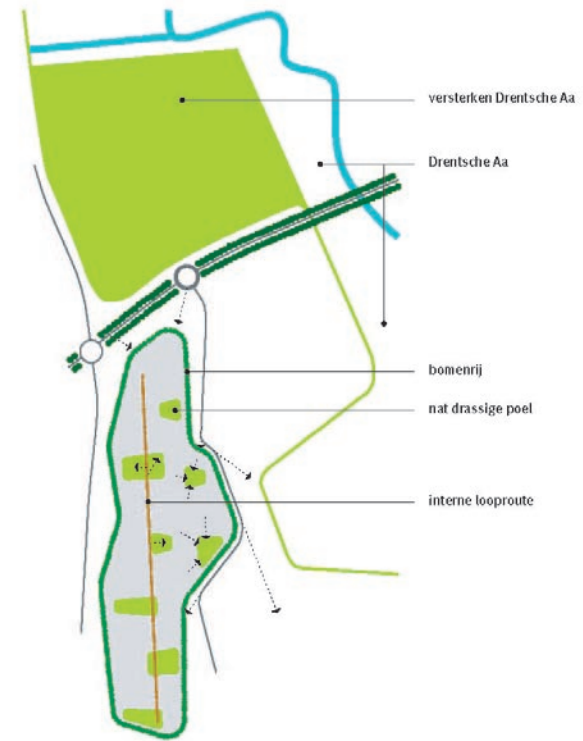 versterken Drentsche Aa
Drentsche Aa
bomenrij
nat drassige poel
interne looproute